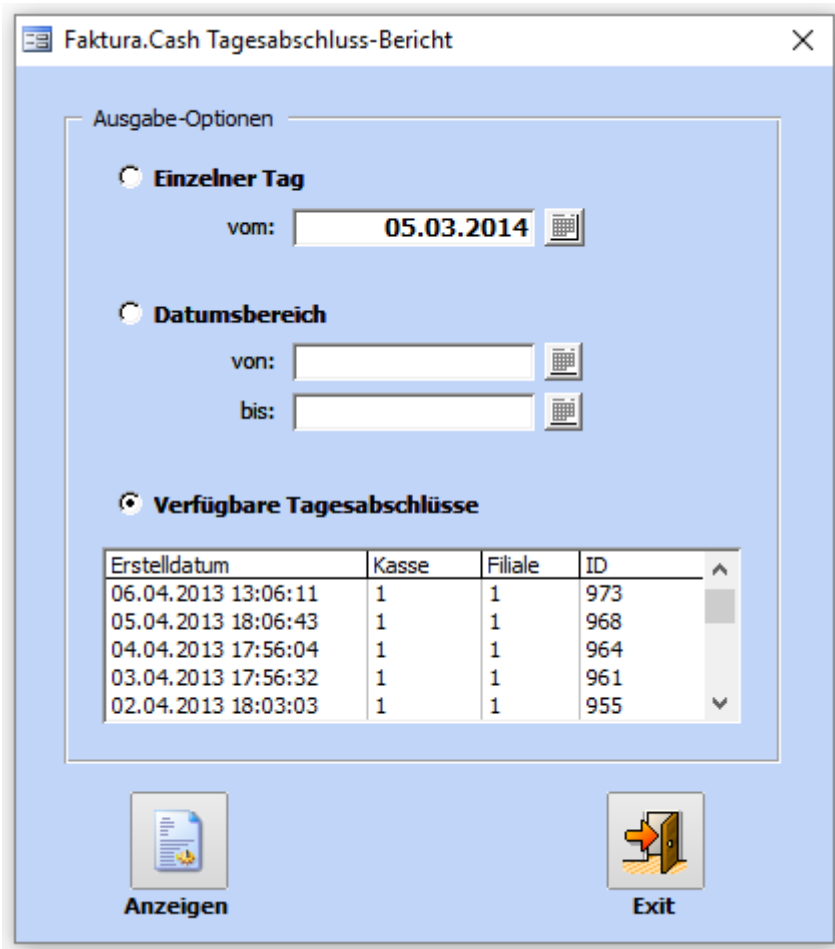 Faktura.Cash Tagesabschluss-Bericht
Ausgabe-Optionen
Einzelner Tag
vom: 05.03.2014
Datumsbereich
von:
bis:
Verfügbare Tagesabschlüsse
Erstelldatum Kasse Filiale ID
06.04.2013 13:06:11 1 1 973
05.04.2013 18:06:43 1 1 968
04.04.2013 17:56:04 1 1 964
03.04.2013 17:56:32 1 1 961
02.04.2013 18:03:03 1 1 955
Anzeigen Exit